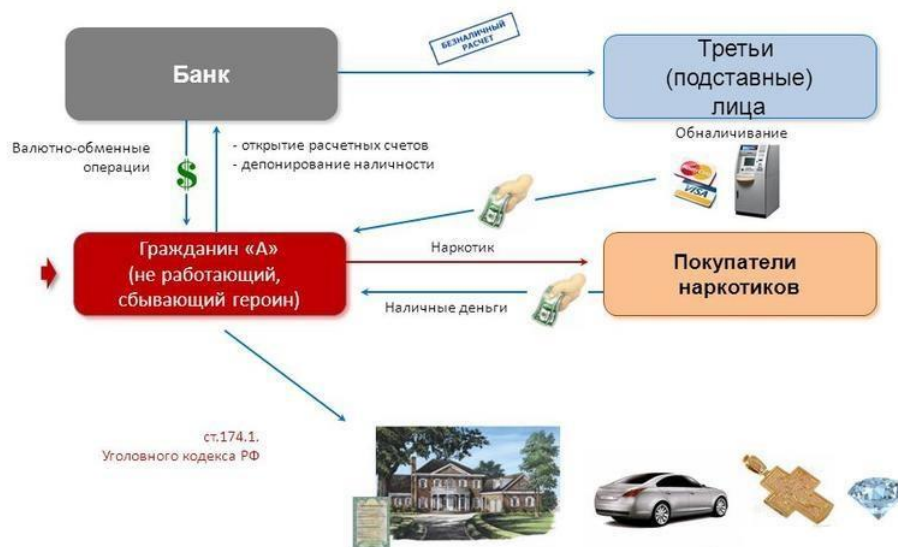 БЕЗНАЛИЧНЫЙ
РАСЧЕТ
Банк
Третьи
(подставные)
лица
Валютно-обменные
операции
$
- открытие расчетных счетов
- депонирование наличности
Обналичивание
MasterCard
VISA
Гражданин «А»
(не работающий,
сбывающий героин)
Наркотик
Наличные деньги
Покупатели
наркотиков
ст.174.1.
Уголовного кодекса РФ